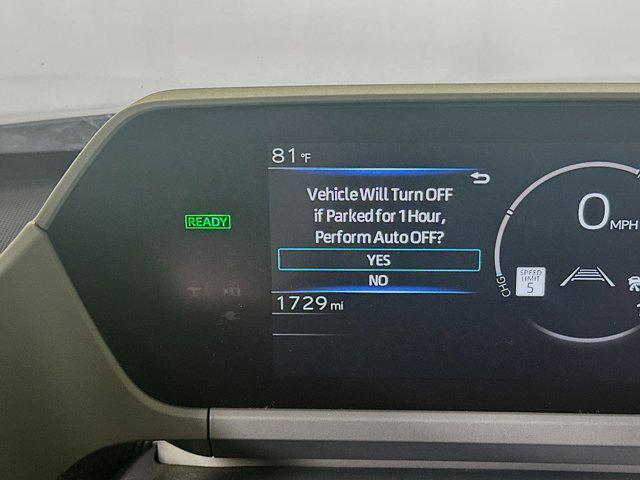 81°F
Vehicle Will Turn OFF
if Parked for 1 Hour,
Perform Auto OFF?
YES
NO
1729 mi
READY
0 MPH
CHG
SPEED
LIMIT
5